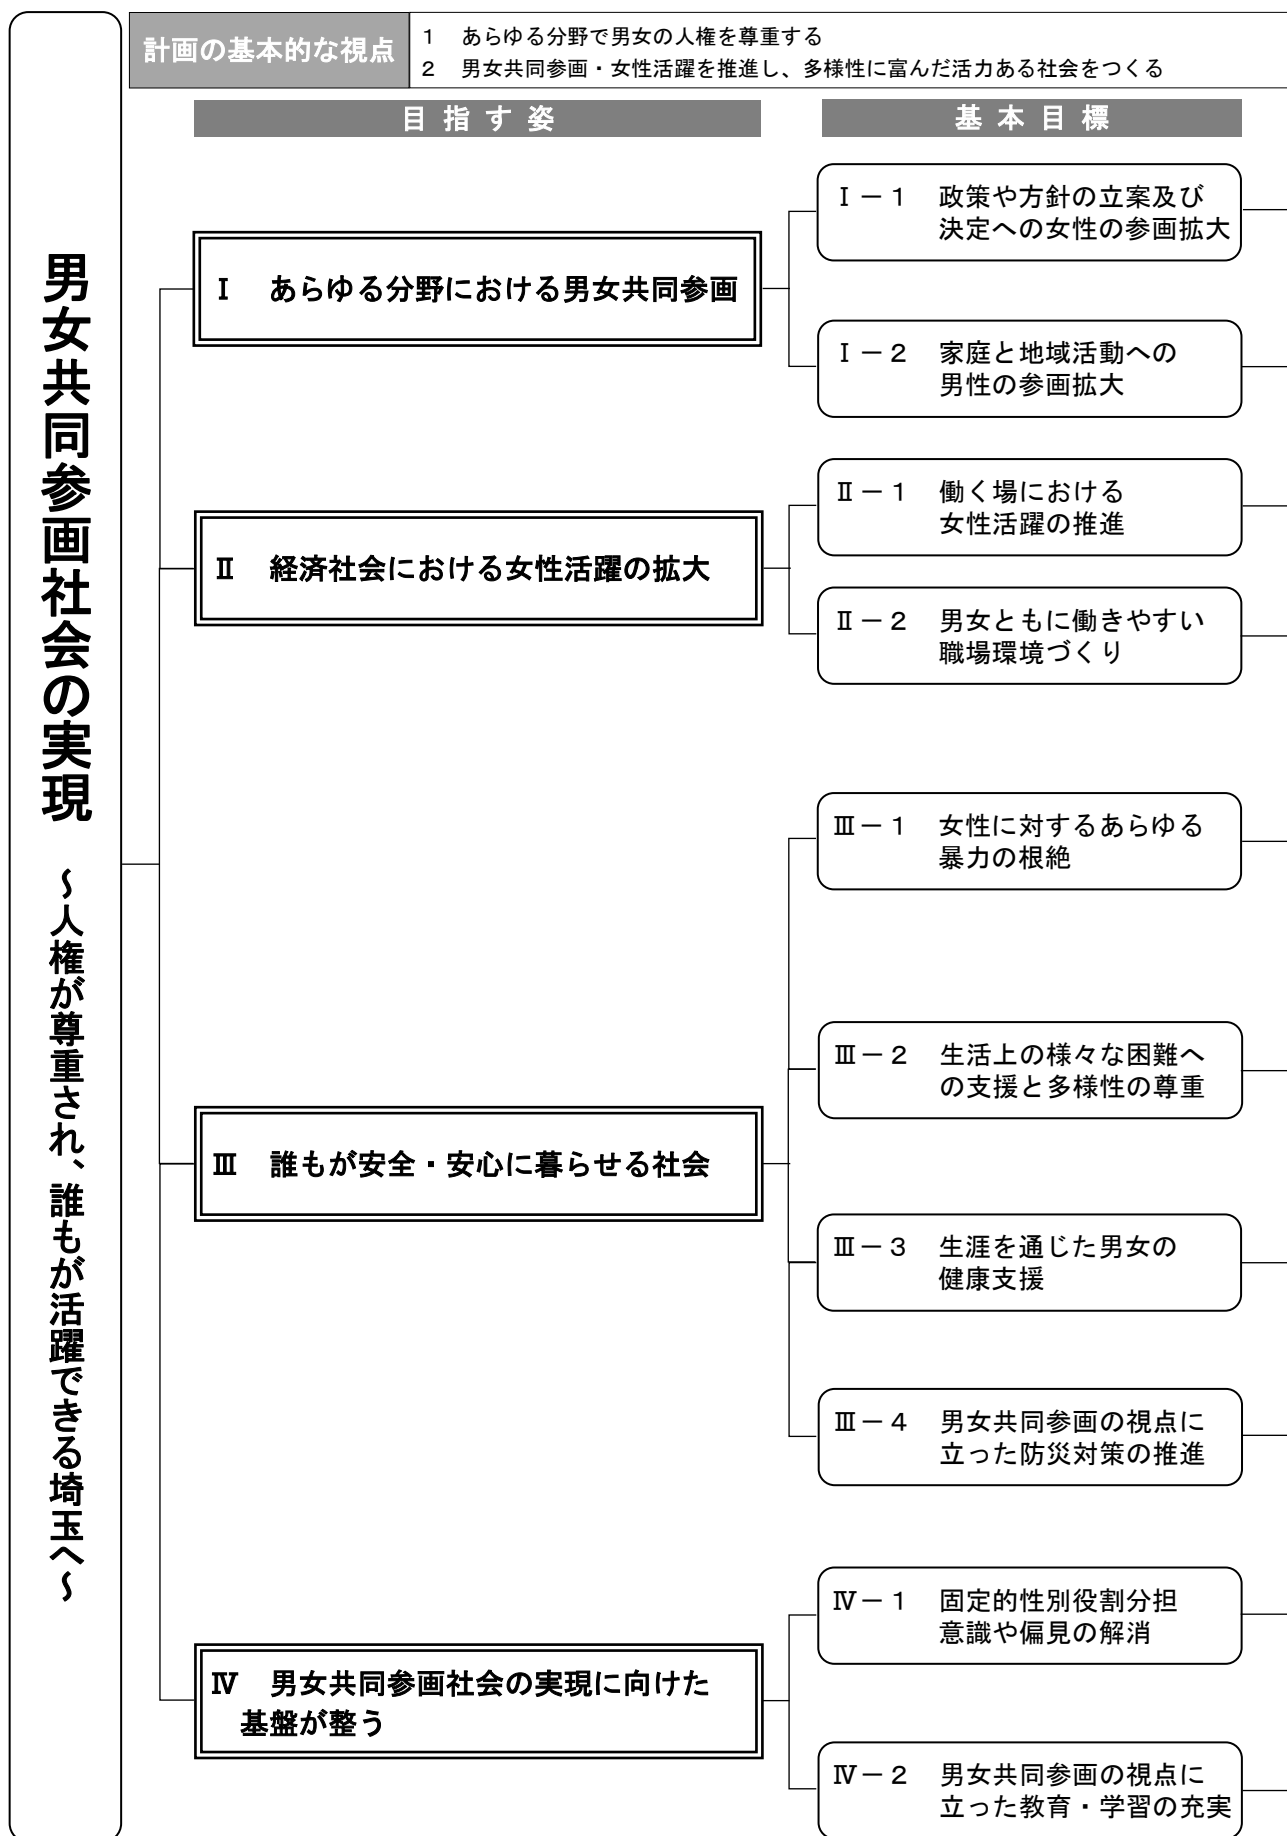 男女共同参画社会の実現 ~人権が尊重され、誰もが活躍できる埼玉へ~
計画の基本的な視点
1 あらゆる分野で男女の人権を尊重する
2 男女共同参画・女性活躍を推進し、多様性に富んだ活力ある社会をつくる
目指す姿
基本目標
Ⅰ あらゆる分野における男女共同参画
Ⅰ－1 政策や方針の立案及び
決定への女性の参画拡大
Ⅰ－2 家庭と地域活動への
男性の参画拡大
Ⅱ 経済社会における女性活躍の拡大
Ⅱ－1 働く場における
女性活躍の推進
Ⅱ－2 男女ともに働きやすい
職場環境づくり
Ⅲ 誰もが安全・安心に暮らせる社会
Ⅲ－1 女性に対するあらゆる
暴力の根絶
Ⅲ－2 生活上の様々な困難へ
の支援と多様性の尊重
Ⅲ－3 生涯を通じた男女の
健康支援
Ⅲ－4 男女共同参画の視点に
立った防災対策の推進
Ⅳ 男女共同参画社会の実現に向けた
基盤が整う
Ⅳ－1 固定的性別役割分担
意識や偏見の解消
Ⅳ－2 男女共同参画の視点に
立った教育・学習の充実